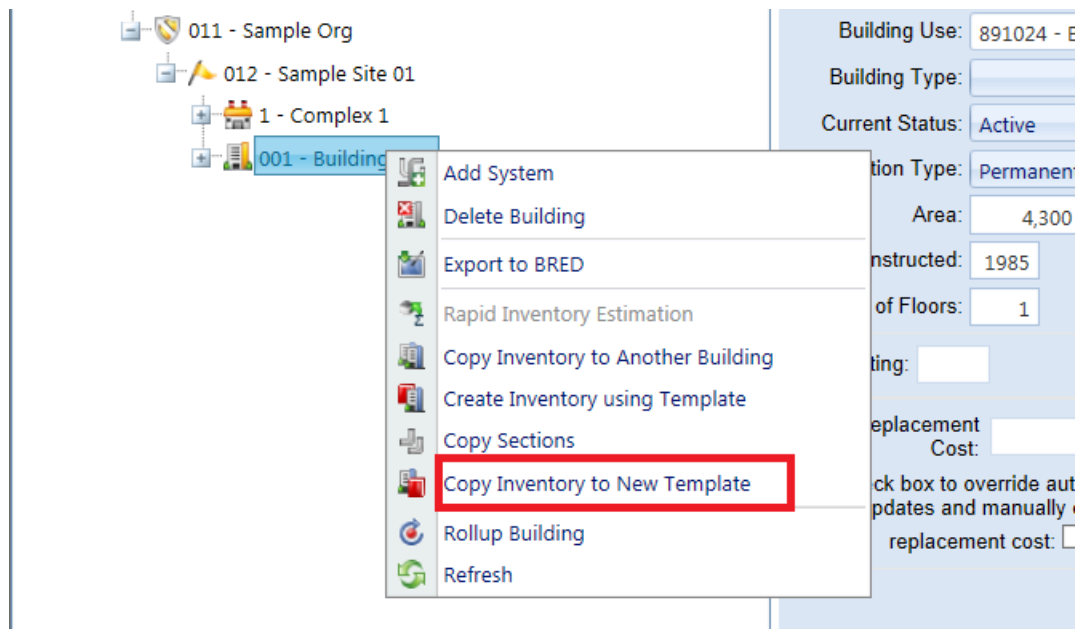 011 - Sample Org
012 - Sample Site 01
1 - Complex 1
001 - Building
Add System
Delete Building
Export to BRED
Rapid Inventory Estimation
Copy Inventory to Another Building
Create Inventory using Template
Copy Sections
Copy Inventory to New Template
Rollup Building
Refresh
Building Use: 891024 - B
Building Type:
Current Status: Active
tion Type: Permanent
Area: 4,300
nstructed: 1985
of Floors: 1
ting:
eplacement
Cost:
ck box to override aut
pdates and manually
replacement cost: